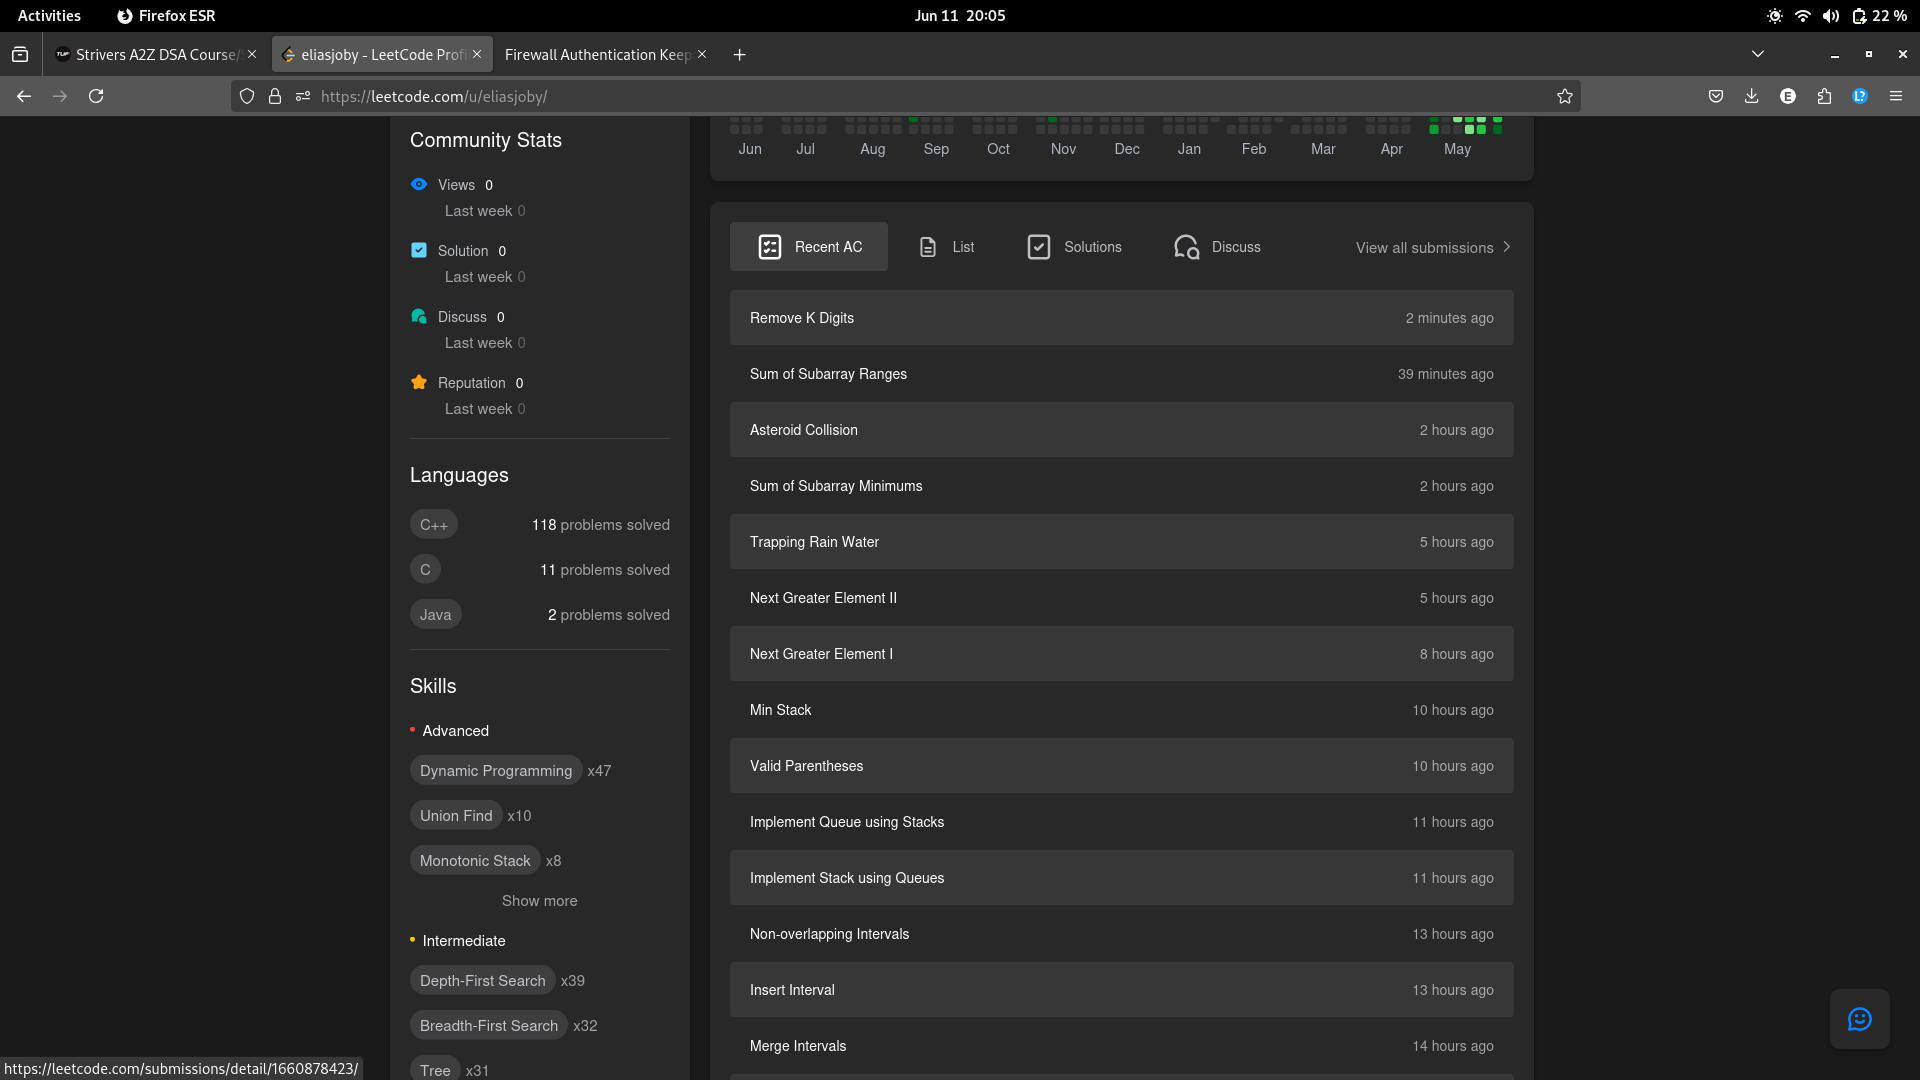 Activities Firefox ESR Jun 11 20:05 22 %
Strivers A2Z DSA Course/ eliasjoby - LeetCode Profi Firewall Authentication Keep
https://leetcode.com/u/eliasjoby/ E L?
Community Stats
Views 0
Last week 0
Solution 0
Last week 0
Discuss 0
Last week 0
Reputation 0
Last week 0
Languages
C++ 118 problems solved
C 11 problems solved
Java 2 problems solved
Skills
Advanced
Dynamic Programming x47
Union Find x10
Monotonic Stack x8
Show more
Intermediate
Depth-First Search x39
Breadth-First Search x32
Tree x31
Jun Jul Aug Sep Oct Nov Dec Jan Feb Mar Apr May
Recent AC List Solutions Discuss View all submissions
Remove K Digits 2 minutes ago
Sum of Subarray Ranges 39 minutes ago
Asteroid Collision 2 hours ago
Sum of Subarray Minimums 2 hours ago
Trapping Rain Water 5 hours ago
Next Greater Element II 5 hours ago
Next Greater Element I 8 hours ago
Min Stack 10 hours ago
Valid Parentheses 10 hours ago
Implement Queue using Stacks 11 hours ago
Implement Stack using Queues 11 hours ago
Non-overlapping Intervals 13 hours ago
Insert Interval 13 hours ago
Merge Intervals 14 hours ago
https://leetcode.com/submissions/detail/1660878423/